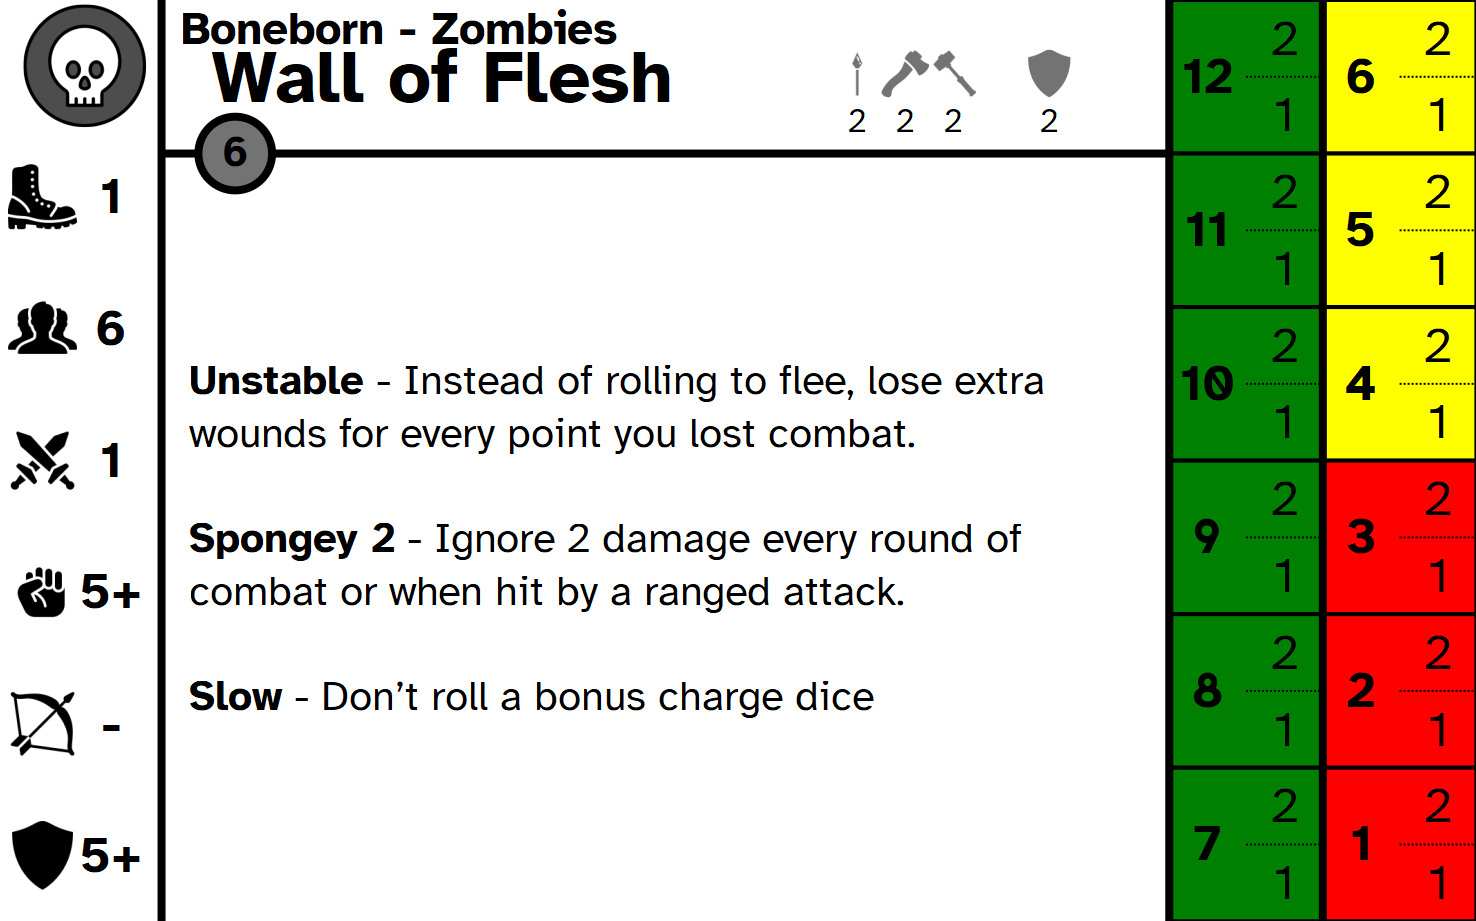 Boneborn - Zombies
Wall of Flesh
2 2 2 2
6
1
6
1
5+
-
5+
Unstable - Instead of rolling to flee, lose extra
wounds for every point you lost combat.
Spongey 2 - Ignore 2 damage every round of
combat or when hit by a ranged attack.
Slow - Don’t roll a bonus charge dice
12 2 1 6 2 1
11 2 1 5 2 1
10 2 1 4 2 1
9 2 1 3 2 1
8 2 1 2 2 1
7 2 1 1 2 1